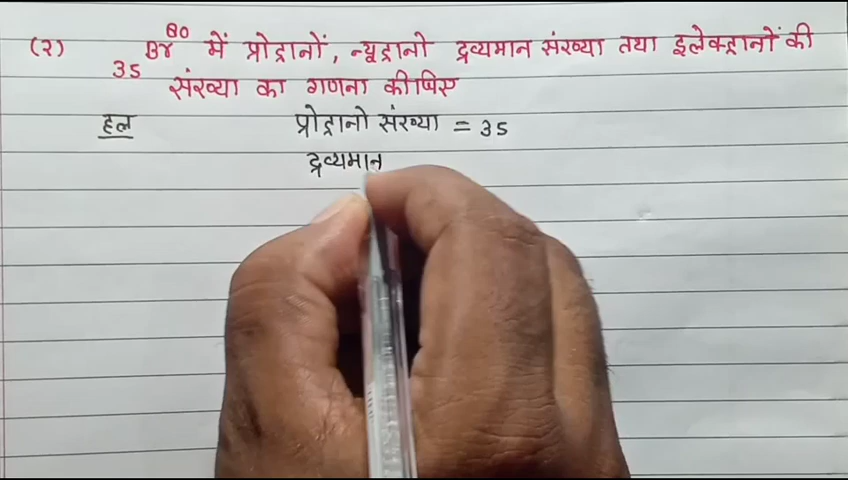 (२) ₃₅Br⁸⁰ में प्रोट्रानों, न्यूट्रानो द्रव्यमान संख्या तथा इलेक्ट्रानों की
संख्या का गणना कीजिए
हल प्रोट्रानो संख्या = 35
द्रव्यमान